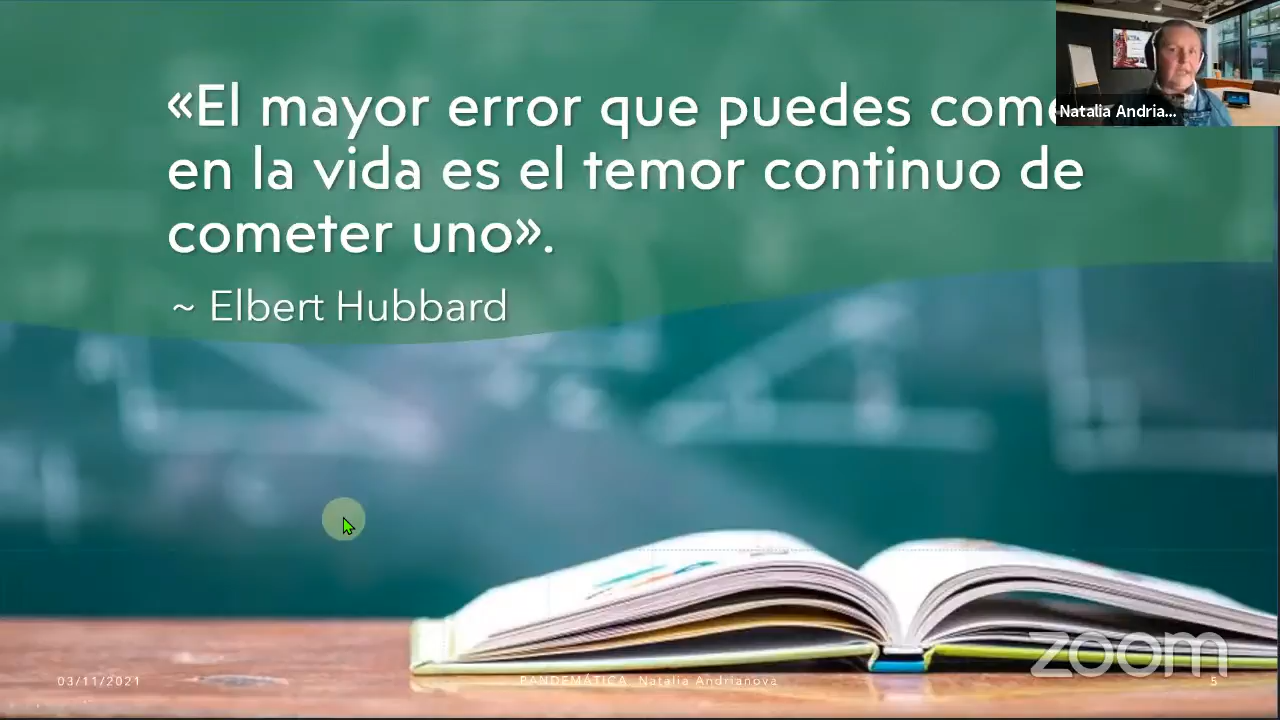 «El mayor error que puedes come
en la vida es el temor continuo de
cometer uno».
~ Elbert Hubbard
Natalia Andria...
zoom
03/11/2021
PANDEMÁTICA. Natalia Andrianova
5